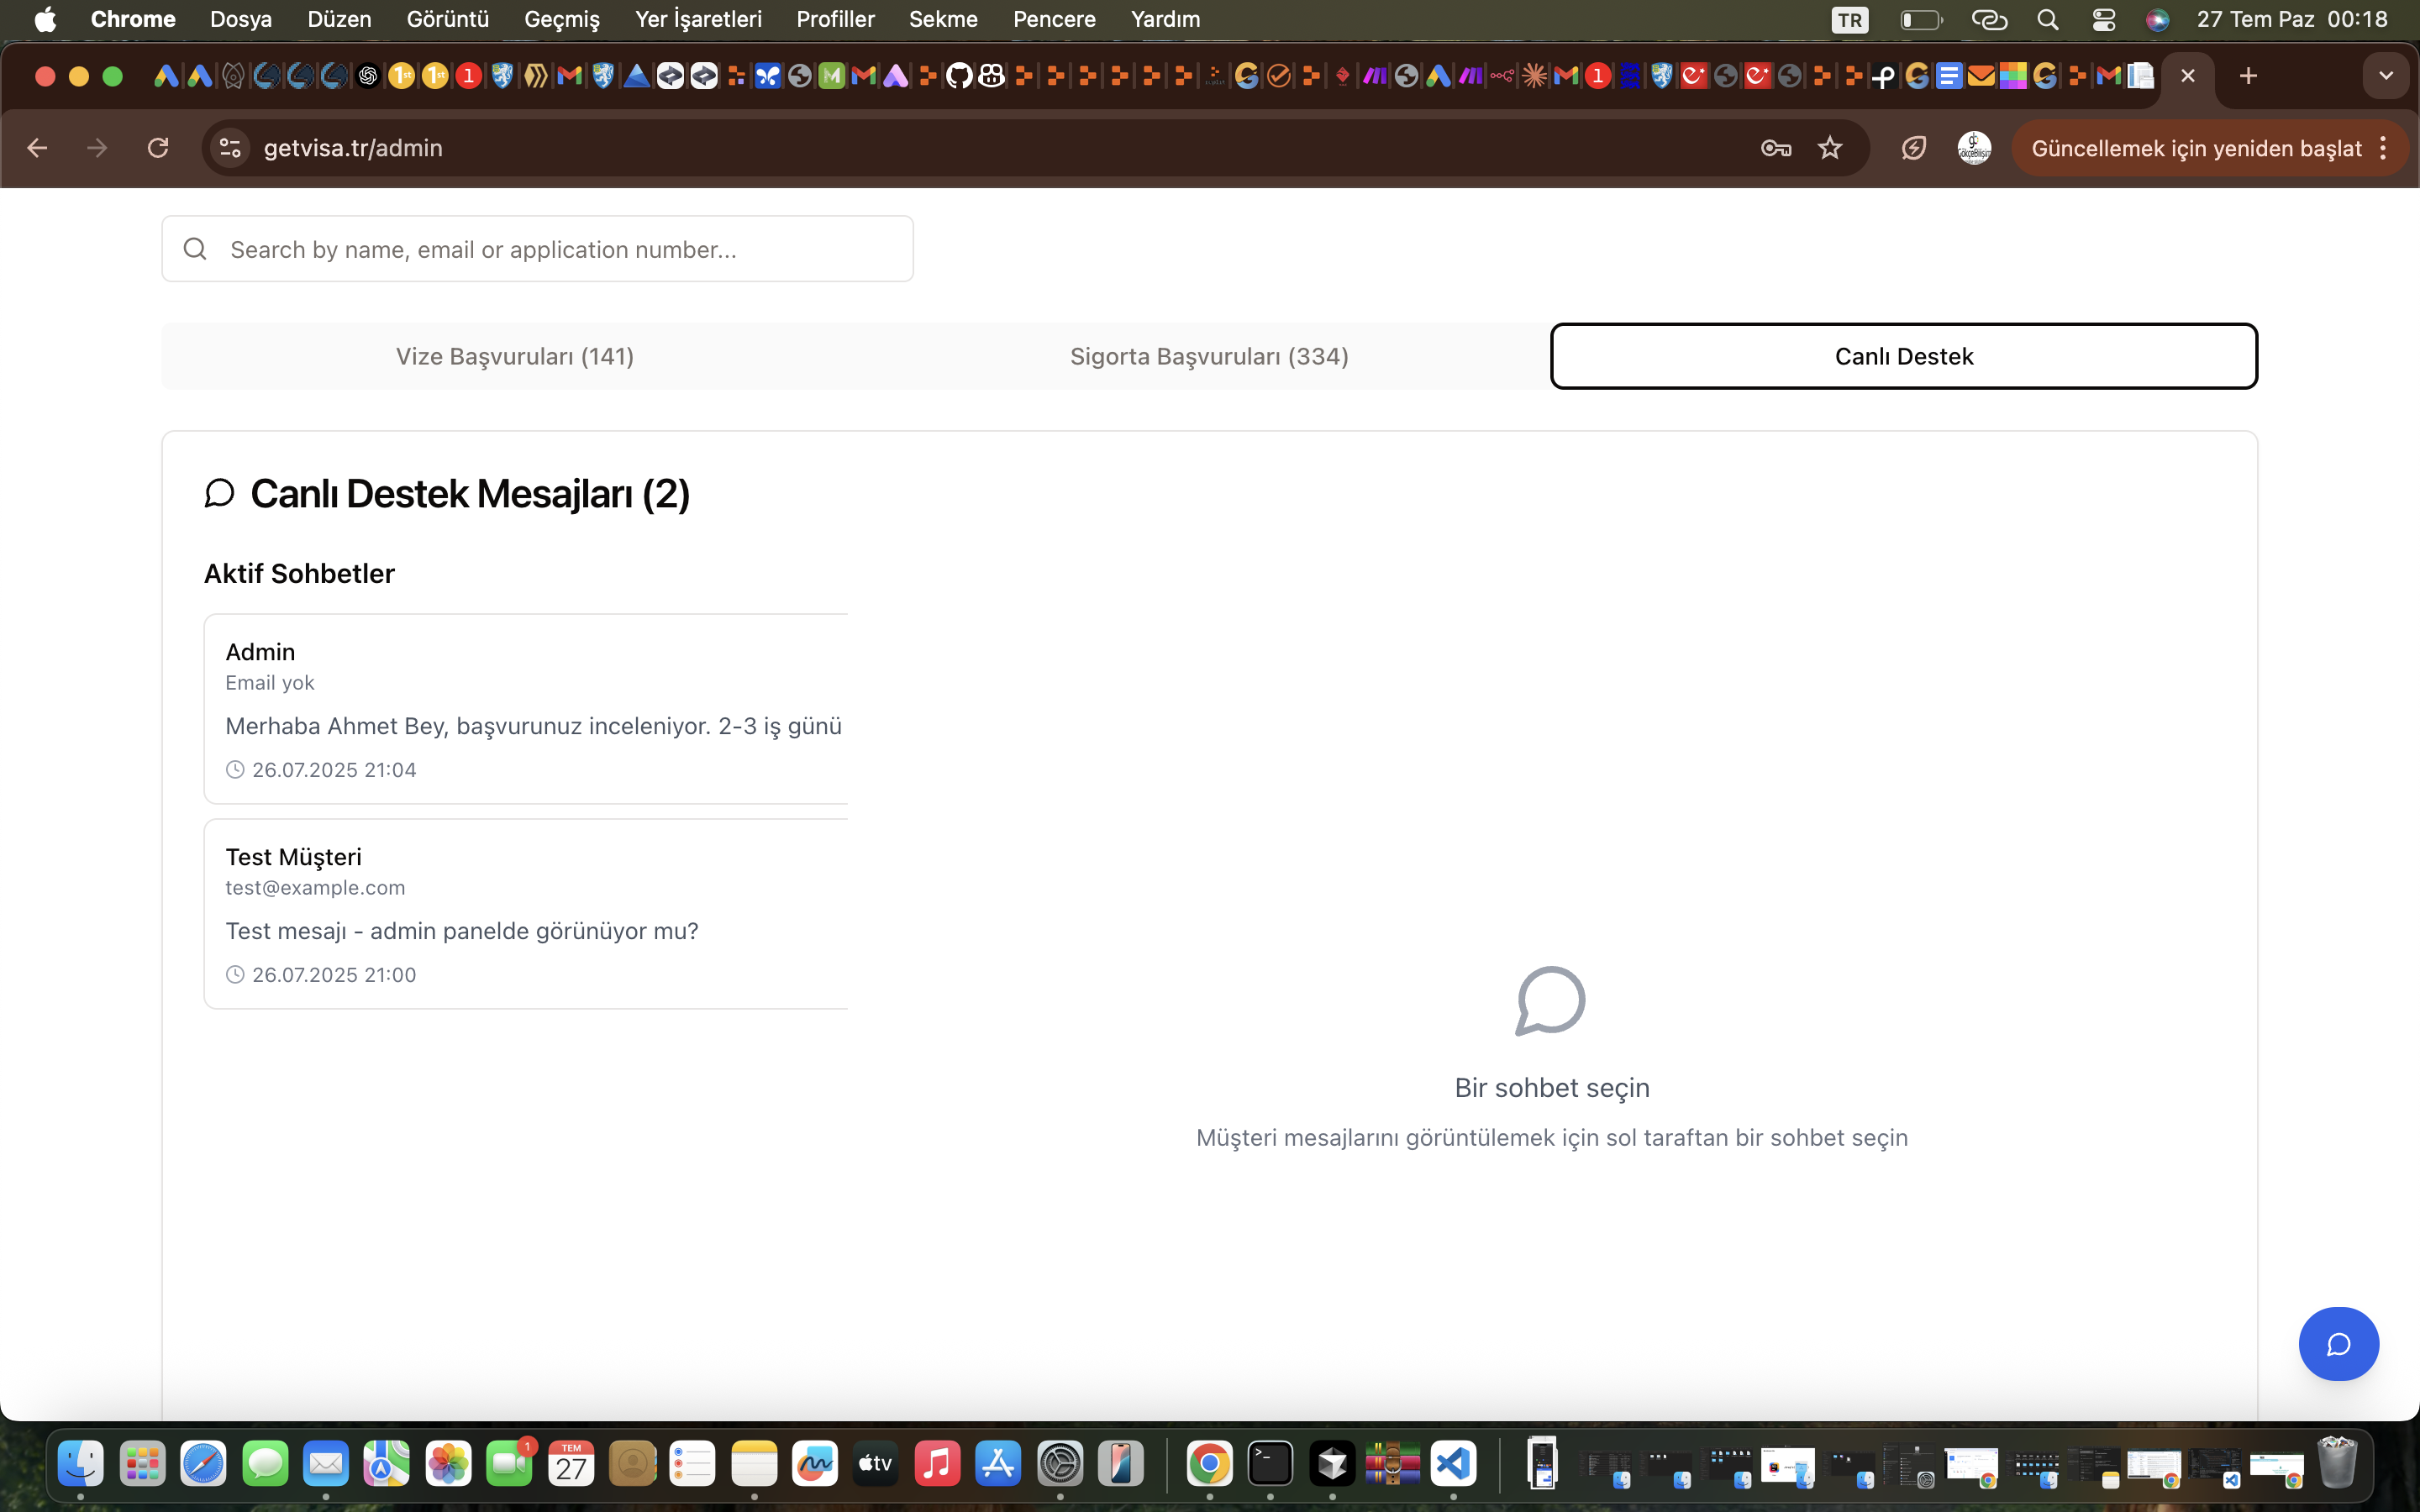 Chrome Dosya Düzen Görüntü Geçmiş Yer İşaretleri Profiller Sekme Pencere Yardım TR 27 Tem Paz 00:18
getvisa.tr/admin Güncellemek için yeniden başlat
Search by name, email or application number...
Vize Başvuruları (141) Sigorta Başvuruları (334) Canlı Destek
Canlı Destek Mesajları (2)
Aktif Sohbetler
Admin
Email yok
Merhaba Ahmet Bey, başvurunuz inceleniyor. 2-3 iş günü
26.07.2025 21:04
Test Müşteri
test@example.com
Test mesajı - admin panelde görünüyor mu?
26.07.2025 21:00
Bir sohbet seçin
Müşteri mesajlarını görüntülemek için sol taraftan bir sohbet seçin
1
TEM
27
tv